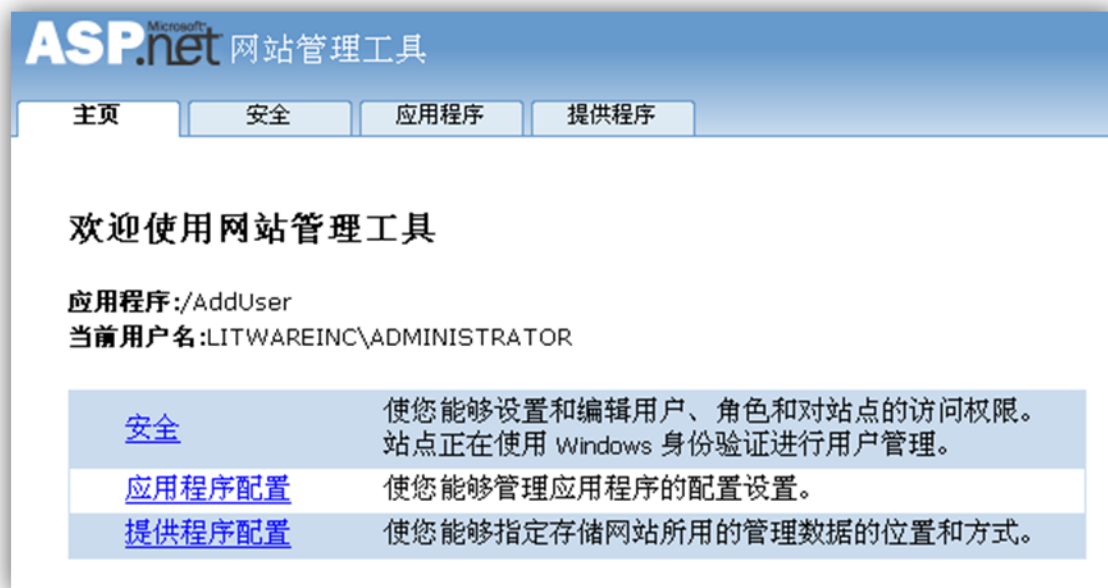 Microsoft
ASP.net 网站管理工具
主页 安全 应用程序 提供程序
欢迎使用网站管理工具
应用程序:/AddUser
当前用户名:LITWAREINC\ADMINISTRATOR
安全 使您能够设置和编辑用户、角色和对站点的访问权限。
站点正在使用 Windows 身份验证进行用户管理。
应用程序配置 使您能够管理应用程序的配置设置。
提供程序配置 使您能够指定存储网站所用的管理数据的位置和方式。